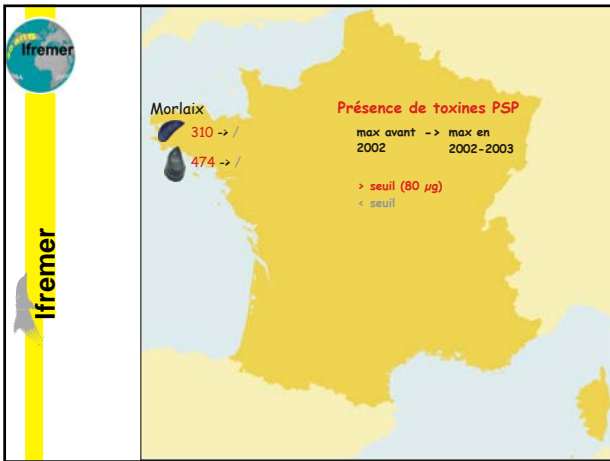 Ifremer
Ifremer
Morlaix
310 -> /
474 -> /
Présence de toxines PSP
max avant -> max en
2002 2002-2003
> seuil (80 µg)
< seuil